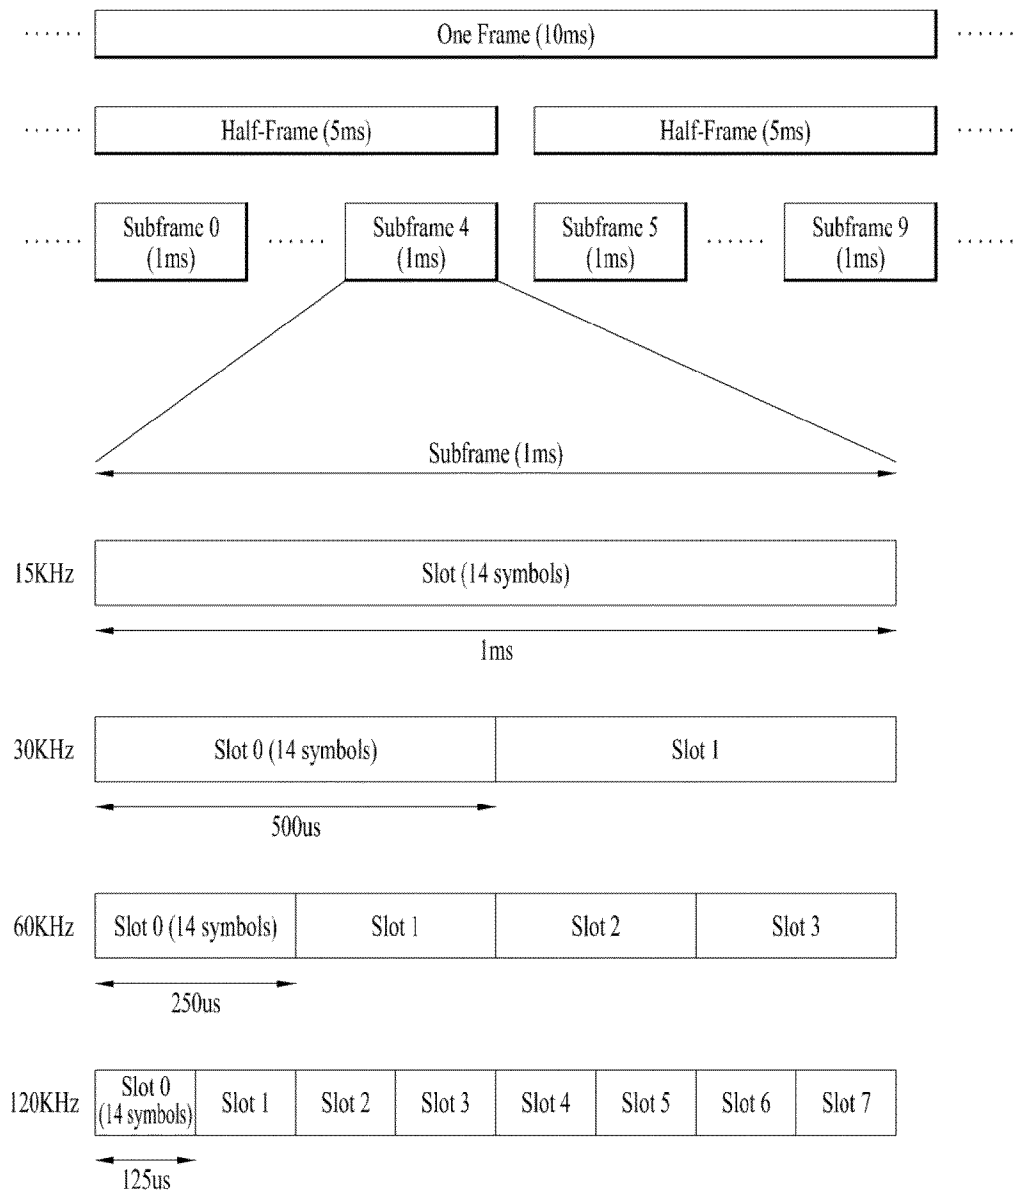 ...... One Frame (10ms) ......
...... Half-Frame (5ms) Half-Frame (5ms) ......
...... Subframe 0 (1ms) ...... Subframe 4 (1ms) Subframe 5 (1ms) ...... Subframe 9 (1ms) ......
Subframe (1ms)
15KHz Slot (14 symbols)
1ms
30KHz Slot 0 (14 symbols) Slot 1
500us
60KHz Slot 0 (14 symbols) Slot 1 Slot 2 Slot 3
250us
120KHz Slot 0 (14 symbols) Slot 1 Slot 2 Slot 3 Slot 4 Slot 5 Slot 6 Slot 7
125us